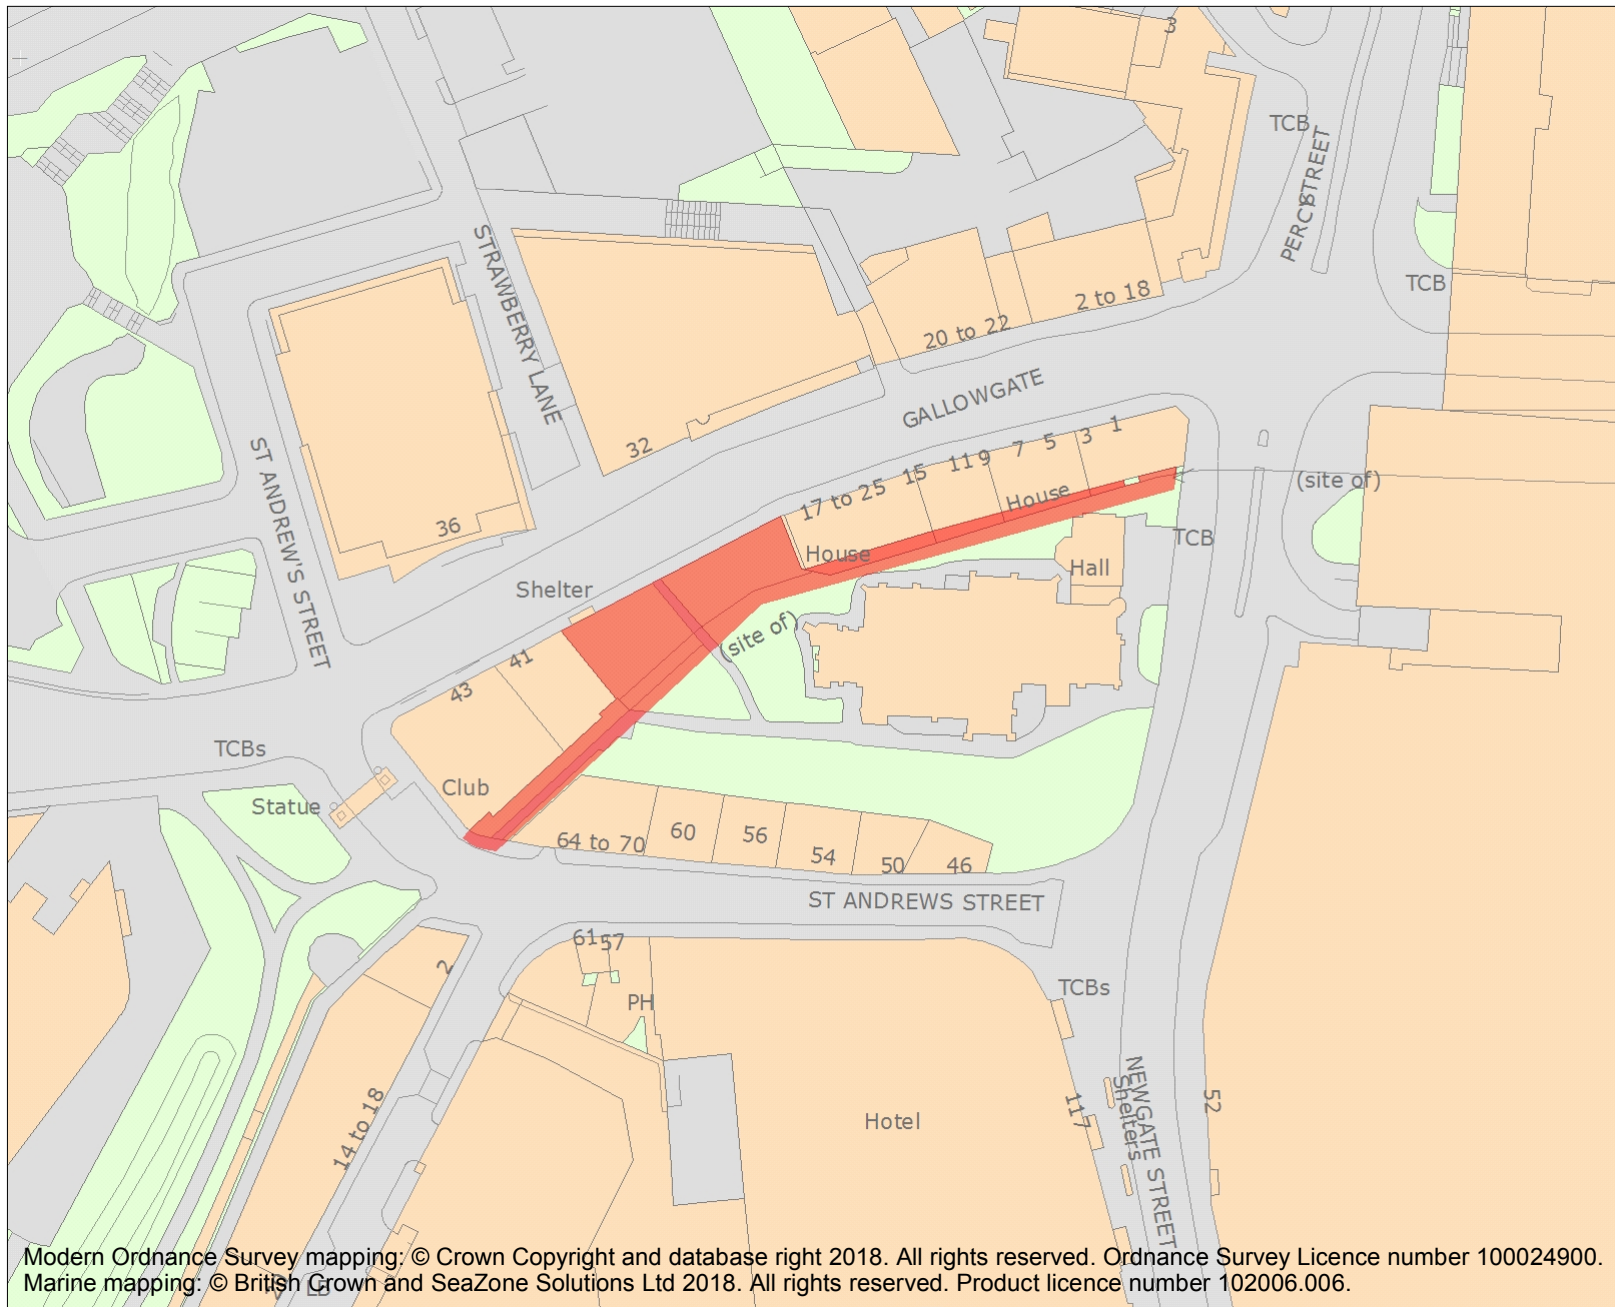 3
TCB
PERCY STREET
TCB
STRAWBERRY LANE
2 to 18
20 to 22
GALLOWGATE
32
ST ANDREW'S STREET
36
1
3
5
7
9
11
15
17 to 25
House
(site of)
House
TCB
Hall
Shelter
(site of)
41
43
TCBs
Club
Statue
64 to 70
60
56
54
50
46
ST ANDREWS STREET
61
57
2
PH
TCBs
NEWGATE STREET
Shelters
117
52
14 to 18
Hotel
Modern Ordnance Survey mapping: © Crown Copyright and database right 2018. All rights reserved. Ordnance Survey Licence number 100024900.
Marine mapping: © British Crown and SeaZone Solutions Ltd 2018. All rights reserved. Product licence number 102006.006.
LB